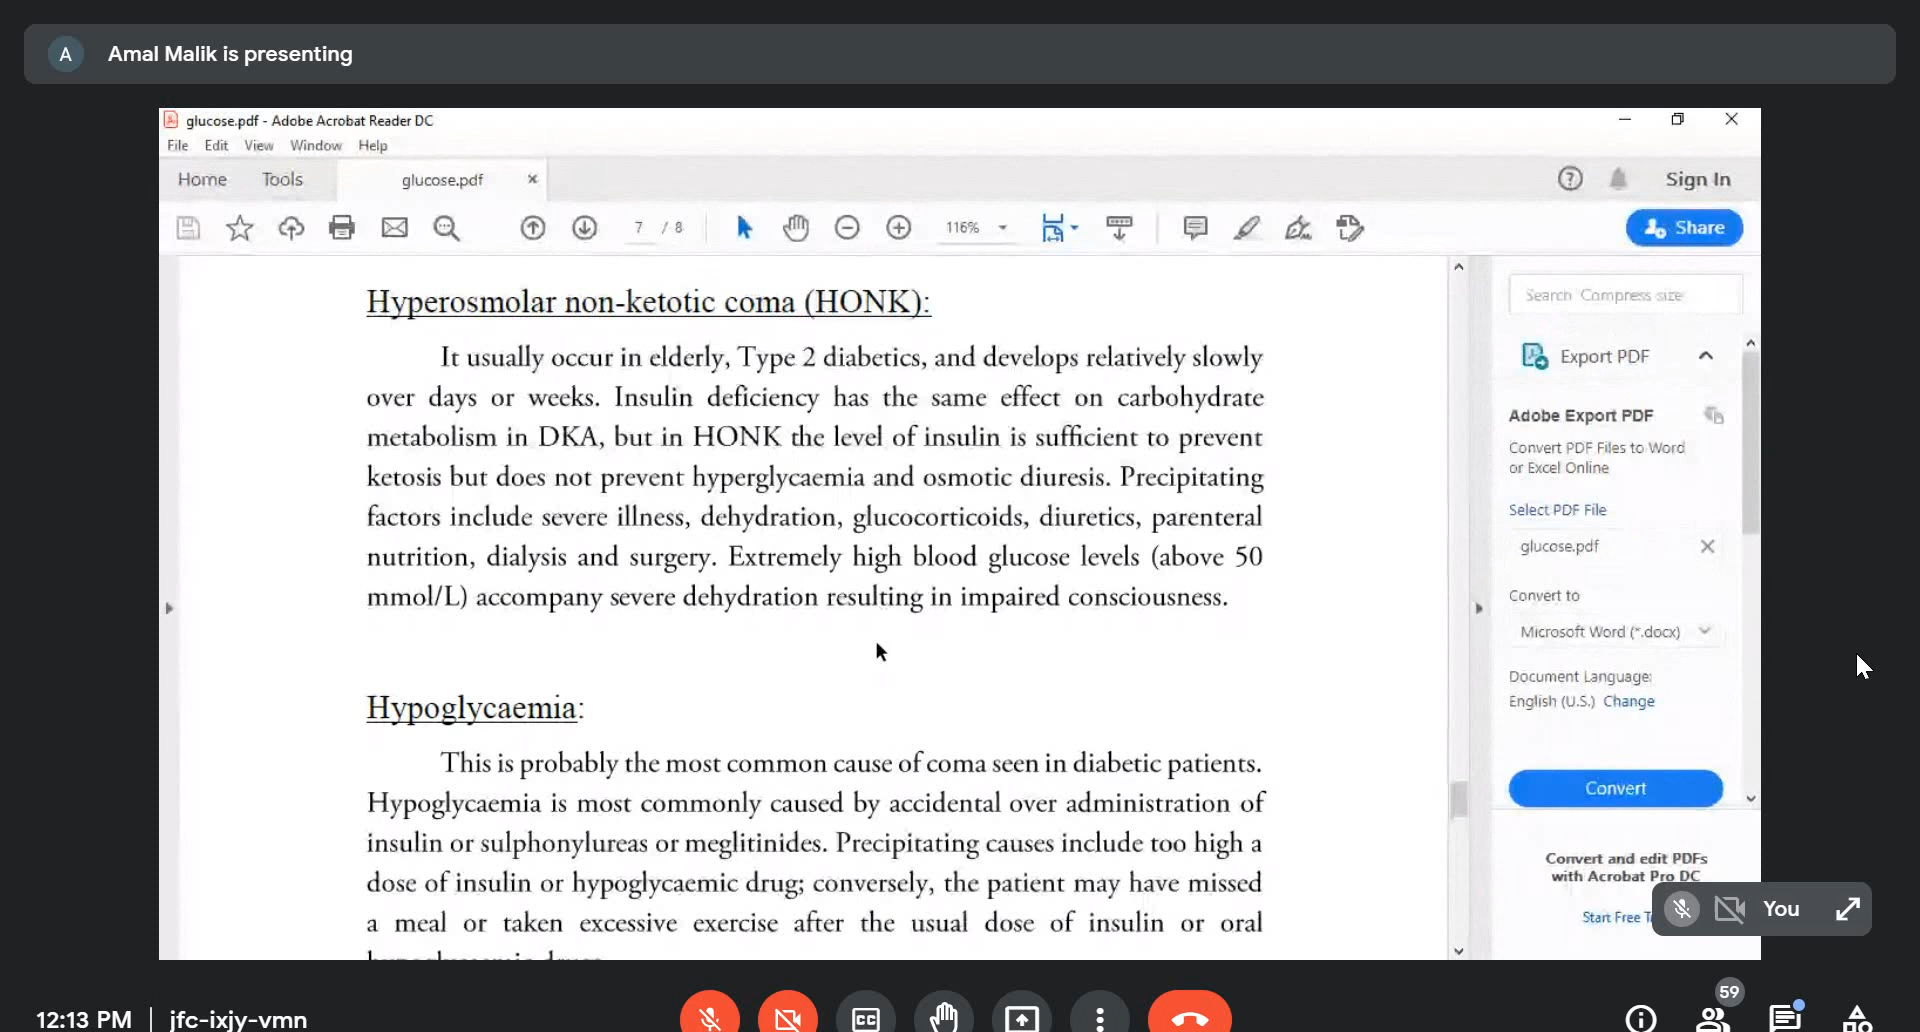 A Amal Malik is presenting
glucose.pdf - Adobe Acrobat Reader DC
File Edit View Window Help
Home Tools glucose.pdf × ? Sign In
7 / 8 116% Share
Hyperosmolar non-ketotic coma (HONK):
It usually occur in elderly, Type 2 diabetics, and develops relatively slowly
over days or weeks. Insulin deficiency has the same effect on carbohydrate
metabolism in DKA, but in HONK the level of insulin is sufficient to prevent
ketosis but does not prevent hyperglycaemia and osmotic diuresis. Precipitating
factors include severe illness, dehydration, glucocorticoids, diuretics, parenteral
nutrition, dialysis and surgery. Extremely high blood glucose levels (above 50
mmol/L) accompany severe dehydration resulting in impaired consciousness.
Hypoglycaemia:
This is probably the most common cause of coma seen in diabetic patients.
Hypoglycaemia is most commonly caused by accidental over administration of
insulin or sulphonylureas or meglitinides. Precipitating causes include too high a
dose of insulin or hypoglycaemic drug; conversely, the patient may have missed
a meal or taken excessive exercise after the usual dose of insulin or oral
Search 'Compress size'
Export PDF
Adobe Export PDF
Convert PDF Files to Word
or Excel Online
Select PDF File
glucose.pdf
Convert to
Microsoft Word (*.docx)
Document Language:
English (U.S.) Change
Convert
Convert and edit PDFs
with Acrobat Pro DC
Start Free
You
12:13 PM jfc-ixjy-vmn
CC
59